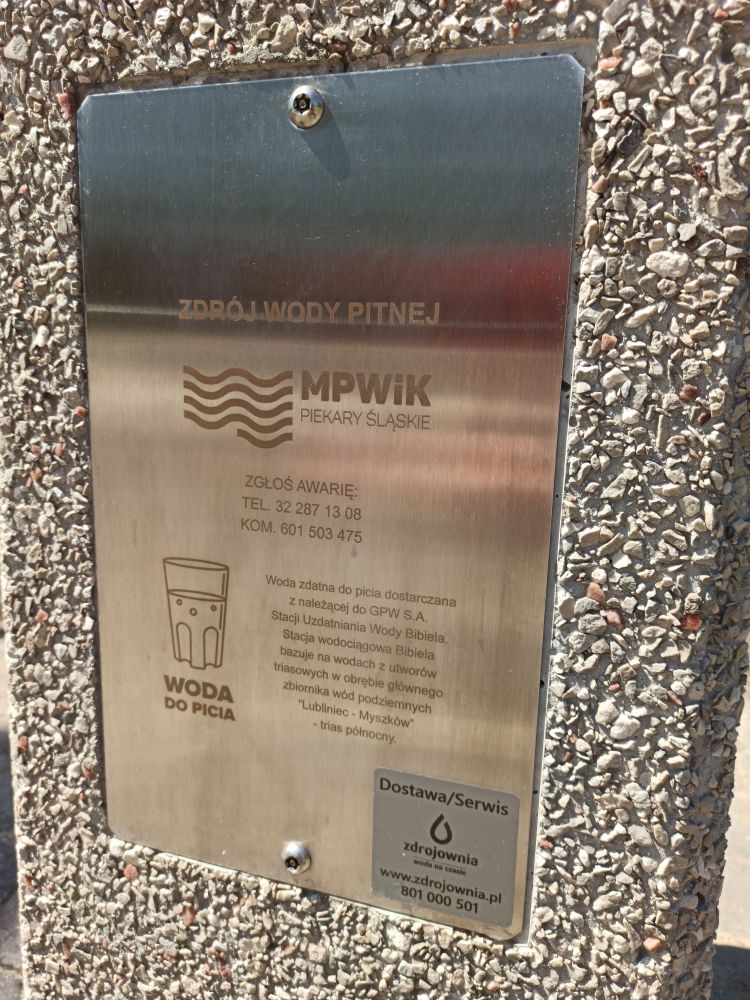 ZDRÓJ WODY PITNEJ
MPWiK
PIEKARY ŚLĄSKIE
ZGŁOŚ AWARIĘ:
TEL. 32 287 13 08
KOM. 601 503 475
Woda zdatna do picia dostarczana
z należącej do GPW S.A.
Stacji Uzdatniania Wody Bibiela.
Stacja wodociągowa Bibiela
bazuje na wodach z utworów
triasowych w obrębie głównego
zbiornika wód podziemnych
"Lubliniec - Myszków"
- trias północny.
WODA
DO PICIA
Dostawa/Serwis
zdrojownia
woda na czasie
www.zdrojownia.pl
801 000 501